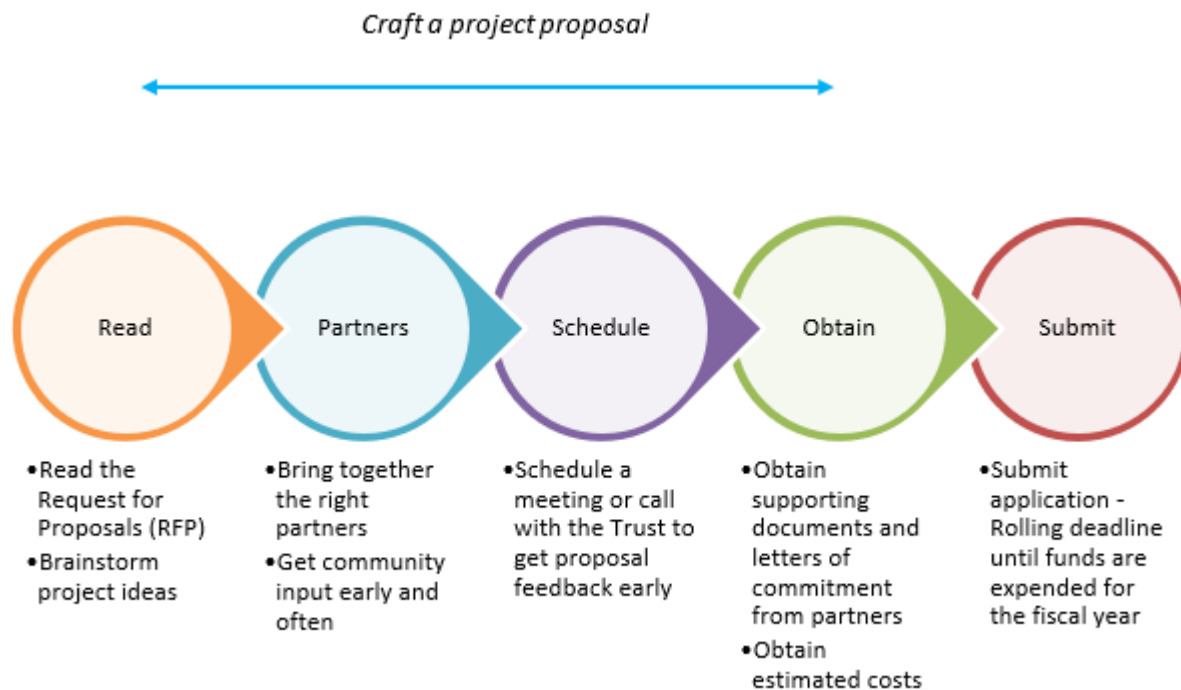 Craft a project proposal
Read
Partners
Schedule
Obtain
Submit
•Read the
Request for
Proposals (RFP)
•Brainstorm
project ideas
•Bring together
the right
partners
•Get community
input early and
often
•Schedule a
meeting or call
with the Trust to
get proposal
feedback early
•Obtain
supporting
documents and
letters of
commitment
from partners
•Obtain
estimated costs
•Submit
application -
Rolling deadline
until funds are
expended for
the fiscal year